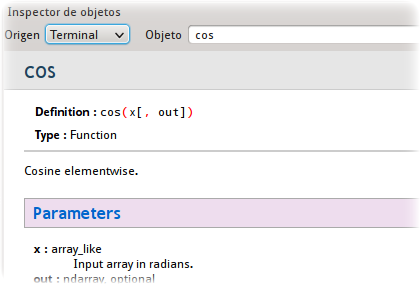 Inspector de objetos
Origen Terminal Objeto cos
COS
Definition : cos(x[, out])
Type : Function
Cosine elementwise.
Parameters
x : array_like
Input array in radians.
out : ndarray, optional